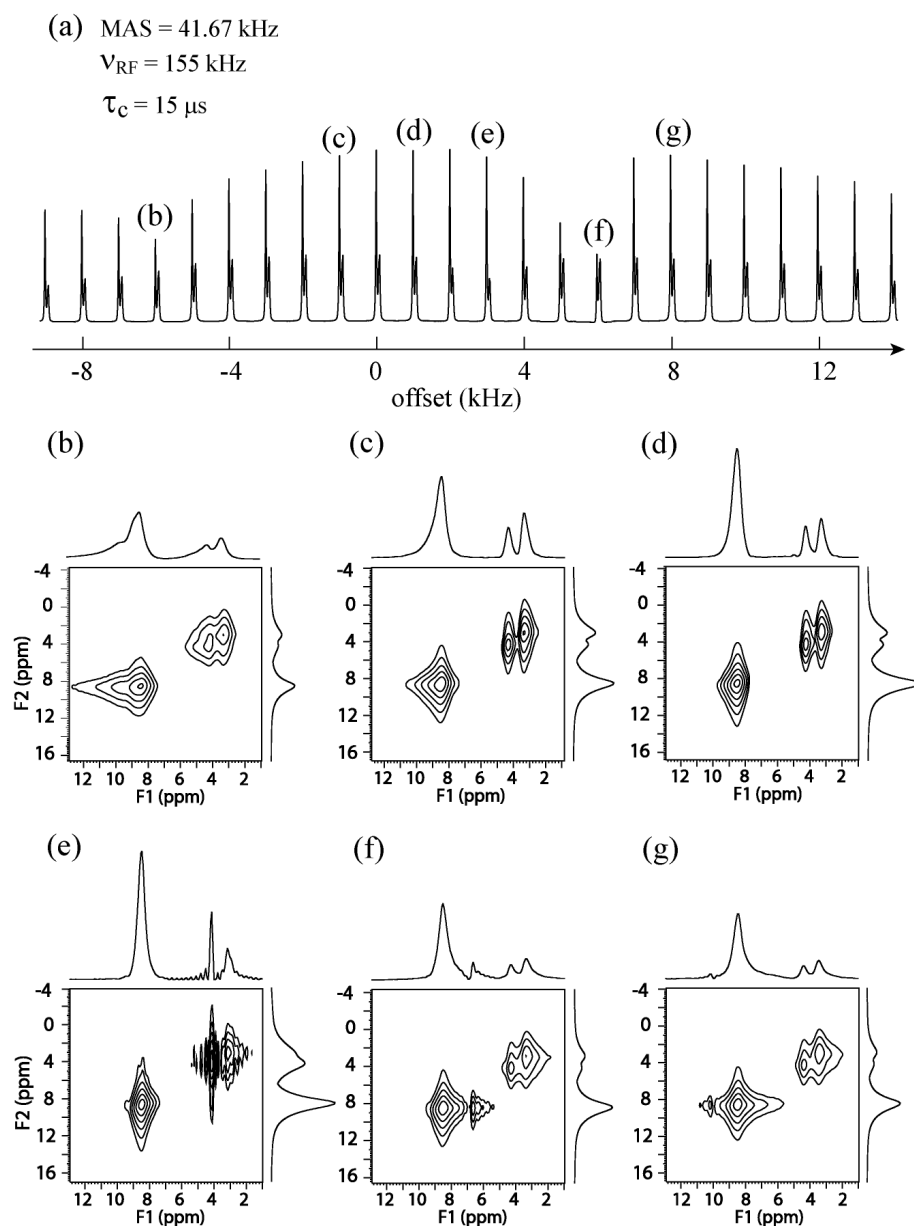 (a) MAS = 41.67 kHz
νRF = 155 kHz
τc = 15 μs
(b) (c) (d) (e) (f) (g)
-8 -4 0 4 8 12
offset (kHz)
(b) (c) (d)
-4 0 4 8 12 16
F2 (ppm)
12 10 8 6 4 2
F1 (ppm)
-4 0 4 8 12 16
12 10 8 6 4 2
F1 (ppm)
-4 0 4 8 12 16
12 10 8 6 4 2
F1 (ppm)
(e) (f) (g)
-4 0 4 8 12 16
F2 (ppm)
12 10 8 6 4 2
F1 (ppm)
-4 0 4 8 12 16
12 10 8 6 4 2
F1 (ppm)
-4 0 4 8 12 16
12 10 8 6 4 2
F1 (ppm)